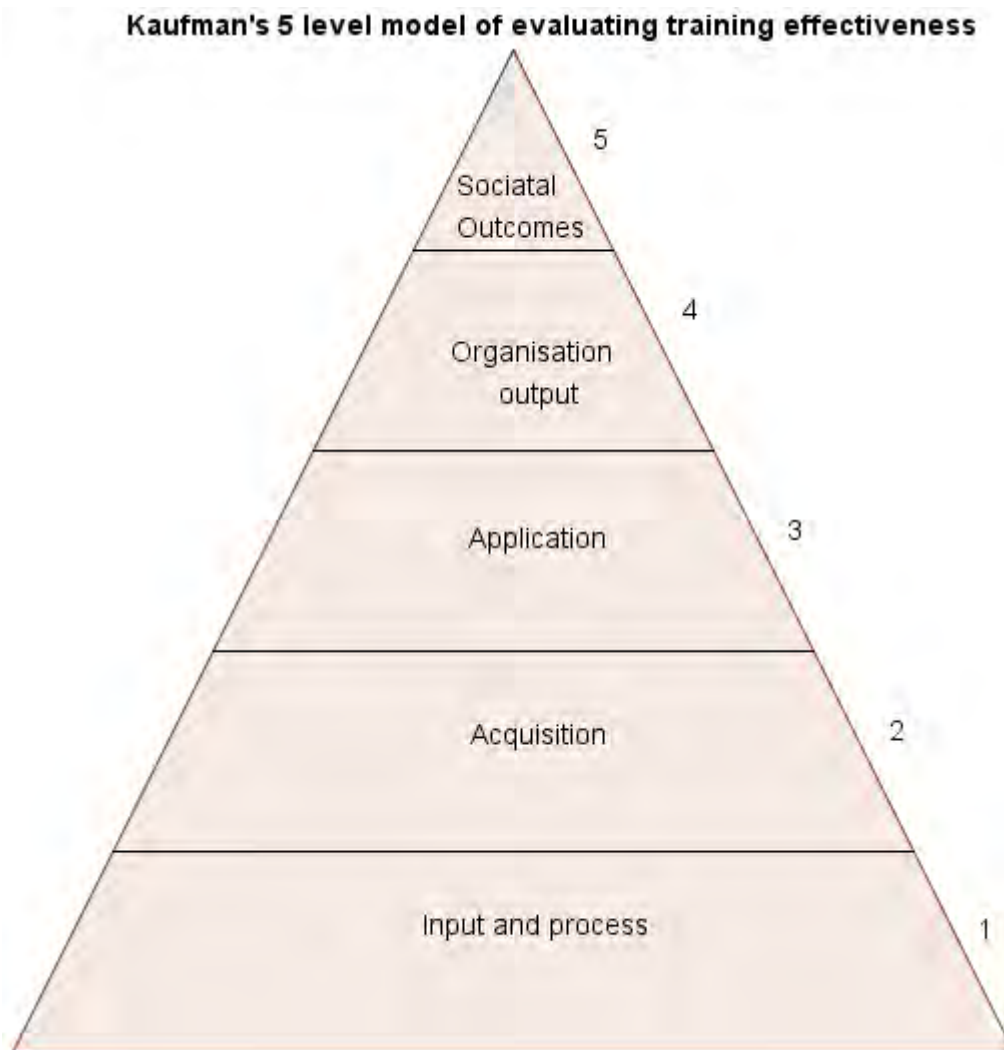 Kaufman's 5 level model of evaluating training effectiveness
5
Sociatal
Outcomes
4
Organisation
output
3
Application
2
Acquisition
1
Input and process